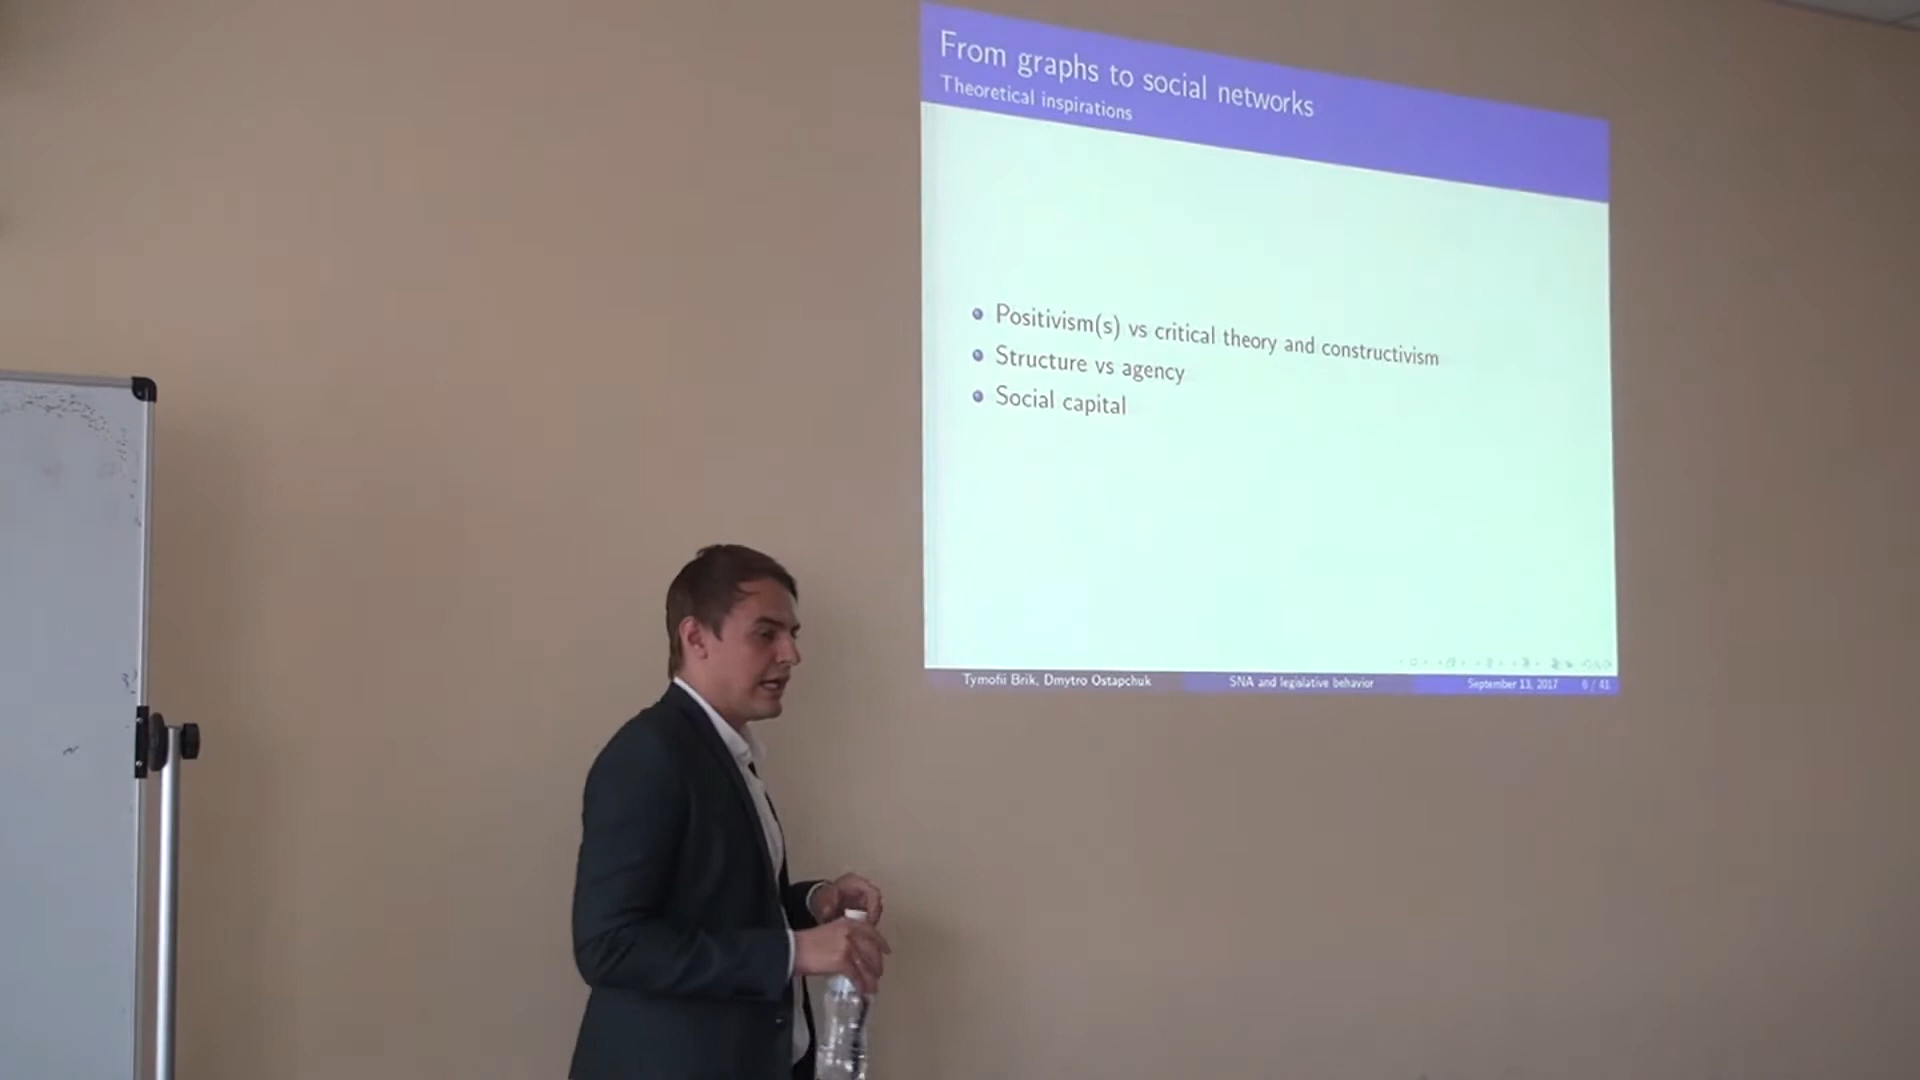 From graphs to social networks
Theoretical inspirations
Positivism(s) vs critical theory and constructivism
Structure vs agency
Social capital
Tymofii Brik, Dmytro Ostapchuk
SNA and legislative behavior
September 13, 2017
6 / 41